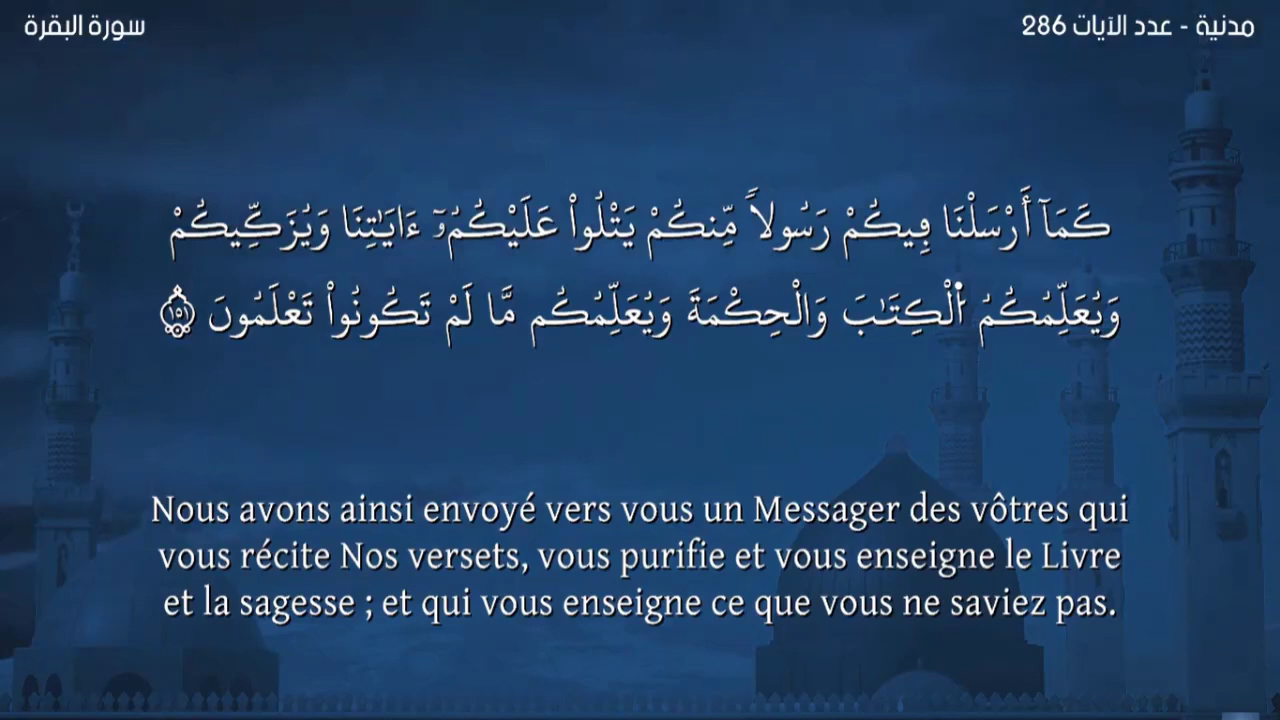 مدنية - عدد الآيات 286
سورة البقرة
كَمَآ أَرْسَلْنَا فِيكُمْ رَسُولاٗ مِّنكُمْ يَتْلُواْ عَلَيْكُمُۥٓ ءَايَٰتِنَا وَيُزَكِّيكُمْ
وَيُعَلِّمُكُمُ اُ۬لْكِتَٰبَ وَالْحِكْمَةَ وَيُعَلِّمُكُم مَّا لَمْ تَكُونُواْ تَعْلَمُونَ ١٥١
Nous avons ainsi envoyé vers vous un Messager des vôtres qui
vous récite Nos versets, vous purifie et vous enseigne le Livre
et la sagesse ; et qui vous enseigne ce que vous ne saviez pas.